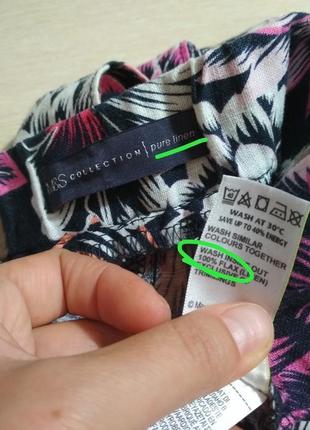 M&S COLLECTION | pure linen
WASH AT 30°C
SAVE UP TO 40% ENERGY
WASH SIMILAR
COLOURS TOGETHER
WASH INSIDE OUT
100% FLAX (LINEN)
EXCLUSIVE
TRIMMINGS